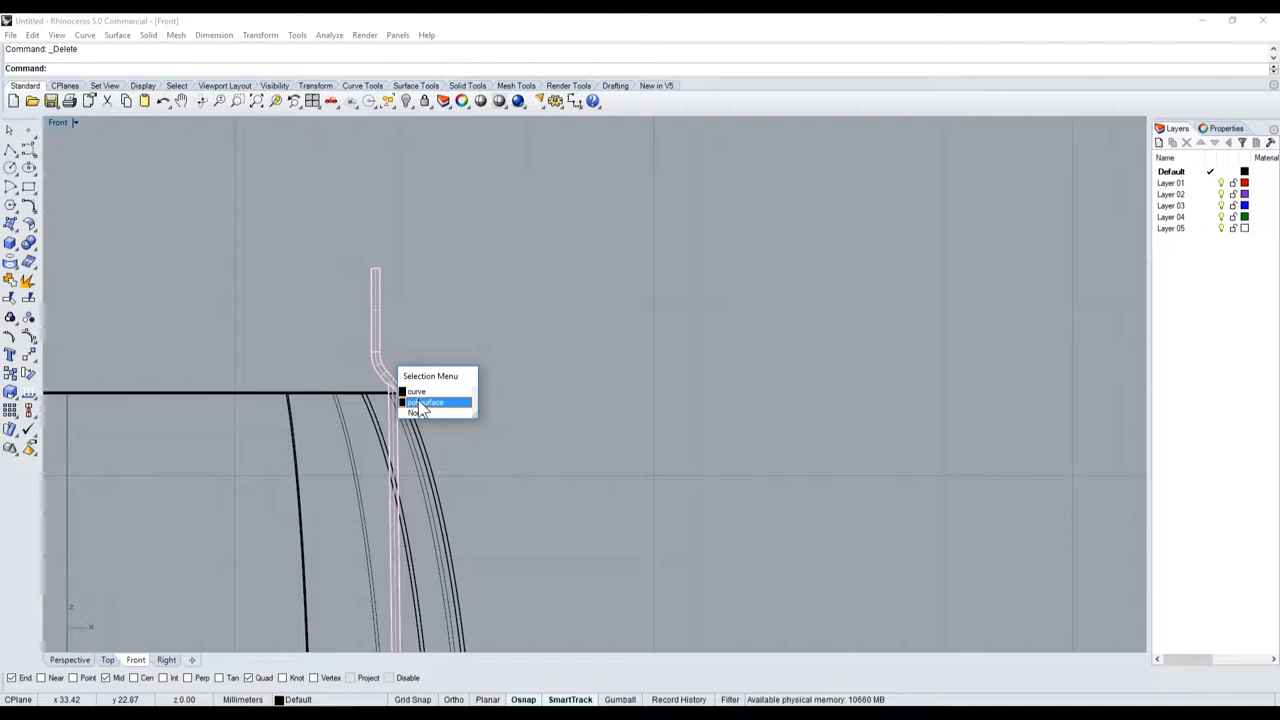 Untitled - Rhinoceros 5.0 Commercial - [Front]
File Edit View Curve Surface Solid Mesh Dimension Transform Tools Analyze Render Panels Help
Command: _Delete
Command:
Standard CPlanes Set View Display Select Viewport Layout Visibility Transform Curve Tools Surface Tools Solid Tools Mesh Tools Render Tools Drafting New in V5
Front
Layers Properties
Name Material
Default
Layer 01
Layer 02
Layer 03
Layer 04
Layer 05
Selection Menu
curve
polysurface
z
x
Perspective Top Front Right
End Near Point Mid Cen Int Perp Tan Quad Knot Vertex Project Disable
CPlane x 33.42 y 22.87 z 0.00 Millimeters Default Grid Snap Ortho Planar Osnap SmartTrack Gumball Record History Filter Available physical memory: 10660 MB